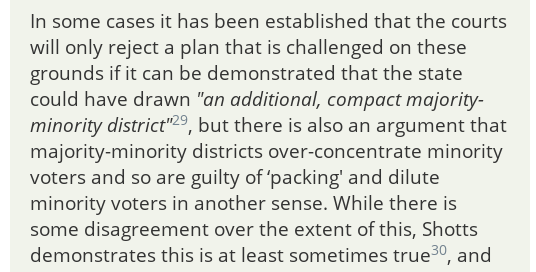 In some cases it has been established that the courts
will only reject a plan that is challenged on these
grounds if it can be demonstrated that the state
could have drawn "an additional, compact majority-
minority district"29, but there is also an argument that
majority-minority districts over-concentrate minority
voters and so are guilty of ‘packing' and dilute
minority voters in another sense. While there is
some disagreement over the extent of this, Shotts
demonstrates this is at least sometimes true30, and